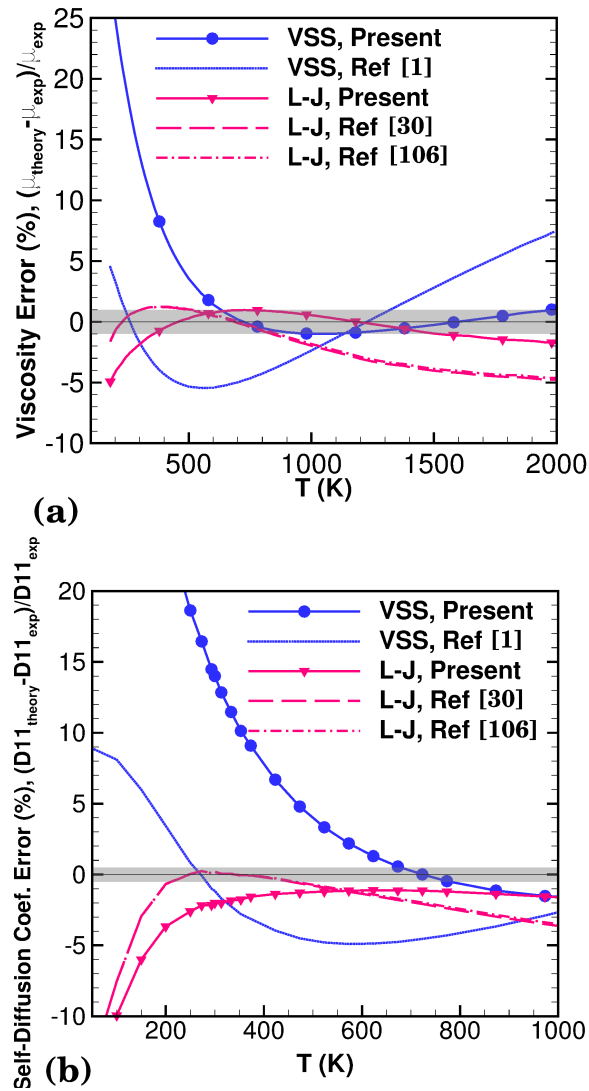 25
20
15
10
5
0
-5
-10
Viscosity Error (%), (μtheory-μexp)/μexp
VSS, Present
VSS, Ref [1]
L-J, Present
L-J, Ref [30]
L-J, Ref [106]
500 1000 1500 2000
T (K)
(a)
20
15
10
5
0
-5
-10
Self-Diffusion Coef. Error (%), (D11theory-D11exp)/D11exp
VSS, Present
VSS, Ref [1]
L-J, Present
L-J, Ref [30]
L-J, Ref [106]
200 400 600 800 1000
T (K)
(b)